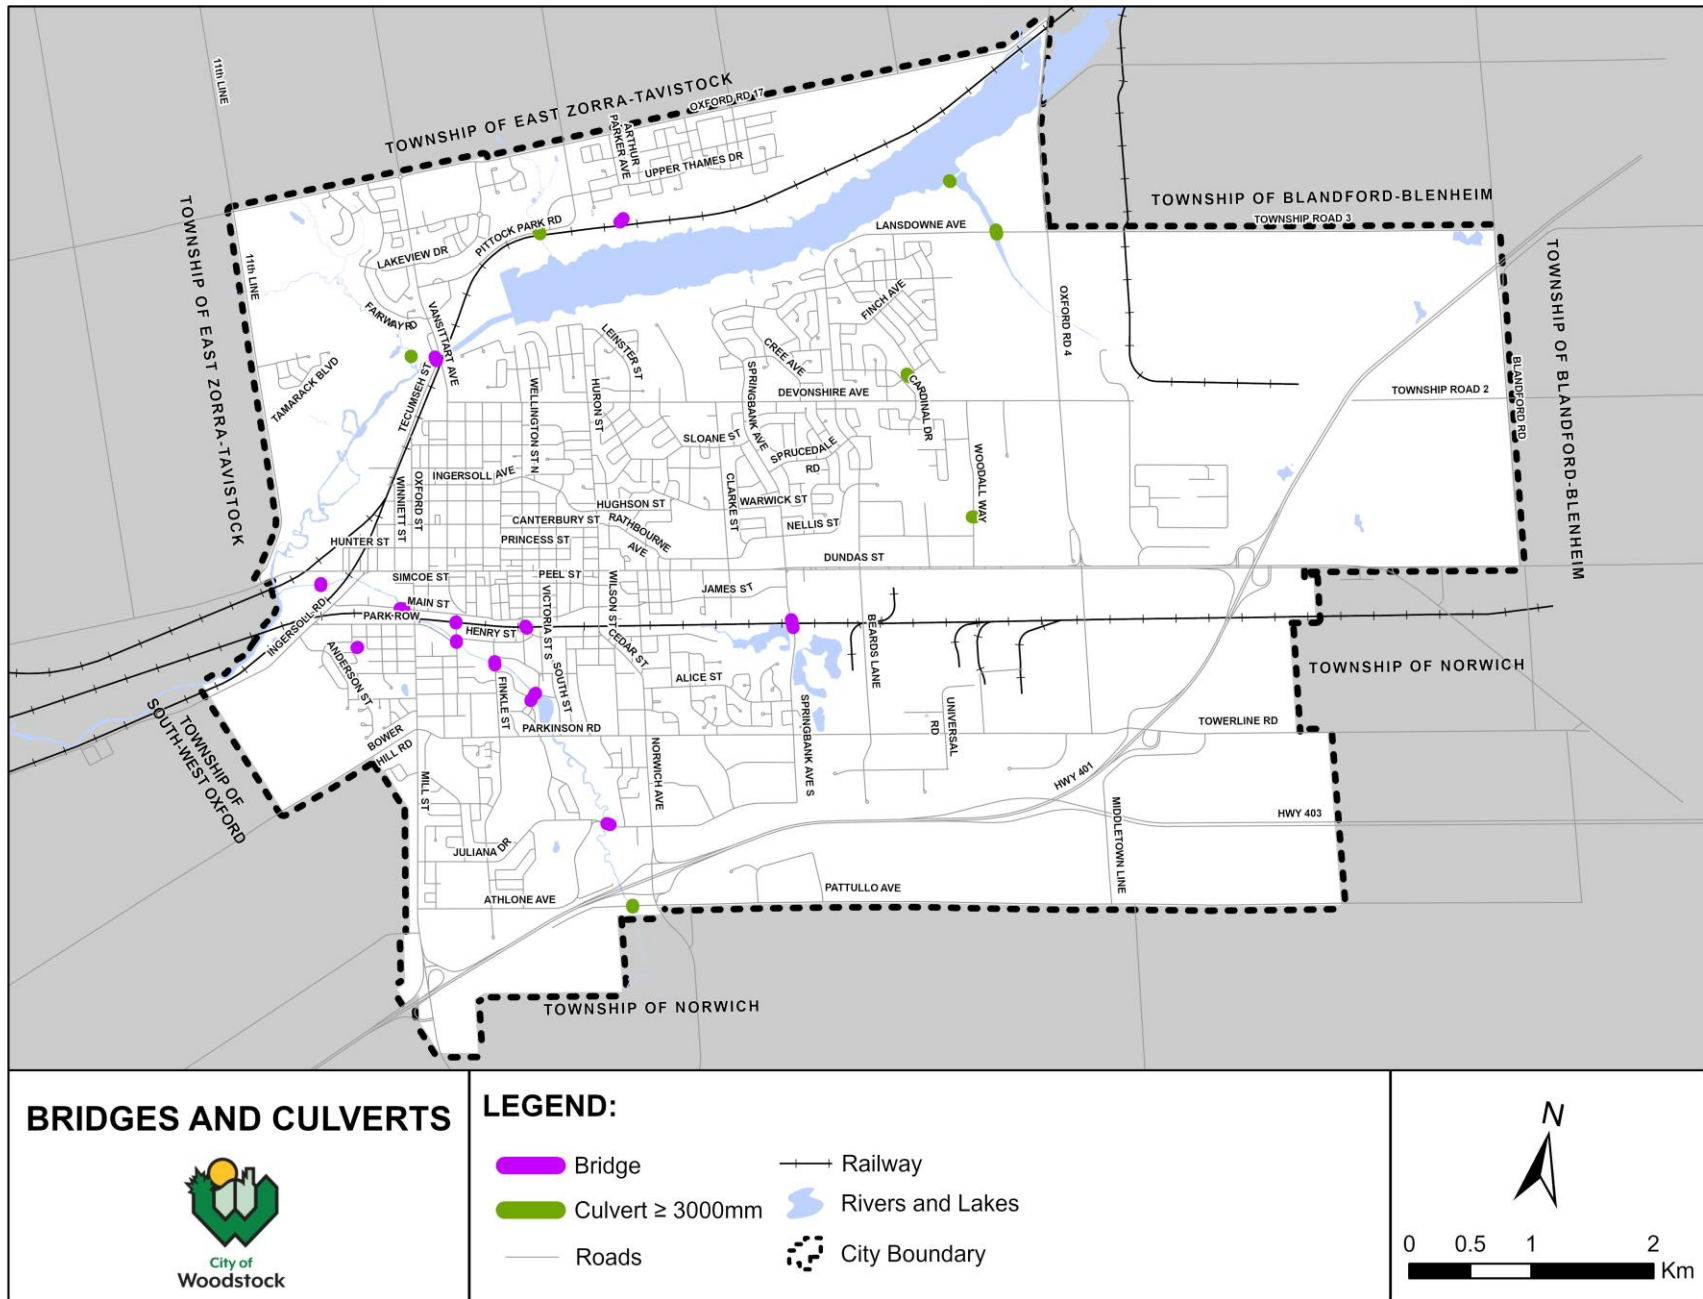 11th LINE
TOWNSHIP OF EAST ZORRA-TAVISTOCK
OXFORD RD 17
ARTHUR
PARKER AVE
UPPER THAMES DR
TOWNSHIP OF BLANDFORD-BLENHEIM
TOWNSHIP ROAD 3
TOWNSHIP OF EAST ZORRA-TAVISTOCK
11th LINE
LAKEVIEW DR
PITTOCK PARK RD
LANSDOWNE AVE
FAIRWAY RD
VANSITTART AVE
FINCH AVE
OXFORD RD 4
TOWNSHIP OF BLANDFORD-BLENHEIM
LEINSTER ST
CREE AVE
TAMARACK BLVD
TECUMSEH ST
WELLINGTON ST N
HURON ST
SPRINGBANK AVE
DEVONSHIRE AVE
CARDINAL DR
TOWNSHIP ROAD 2
BLANDFORD RD
SLOANE ST
SPRUCEDALE
RD
WOODALL WAY
INGERSOLL AVE
WINNIETT ST
OXFORD ST
CLARKE ST
HUGHSON ST
WARWICK ST
CANTERBURY ST
RATHBOURNE
AVE
NELLIS ST
HUNTER ST
PRINCESS ST
DUNDAS ST
SIMCOE ST
PEEL ST
WILSON ST
JAMES ST
MAIN ST
VICTORIA ST S
PARK ROW
INGERSOLL RD
HENRY ST
CEDAR ST
BEARDS LANE
ANDERSON ST
FINKLE ST
SOUTH ST
ALICE ST
TOWNSHIP OF NORWICH
SPRINGBANK AVE S
UNIVERSAL
RD
TOWERLINE RD
PARKINSON RD
BOWER
HILL RD
TOWNSHIP OF
SOUTH-WEST OXFORD
MILL ST
NORWICH AVE
HWY 401
MIDDLETOWN LINE
HWY 403
JULIANA DR
ATHLONE AVE
PATTULLO AVE
TOWNSHIP OF NORWICH
BRIDGES AND CULVERTS
City of
Woodstock
LEGEND:
Bridge
Culvert ≥ 3000mm
Roads
Railway
Rivers and Lakes
City Boundary
N
0 0.5 1 2
Km